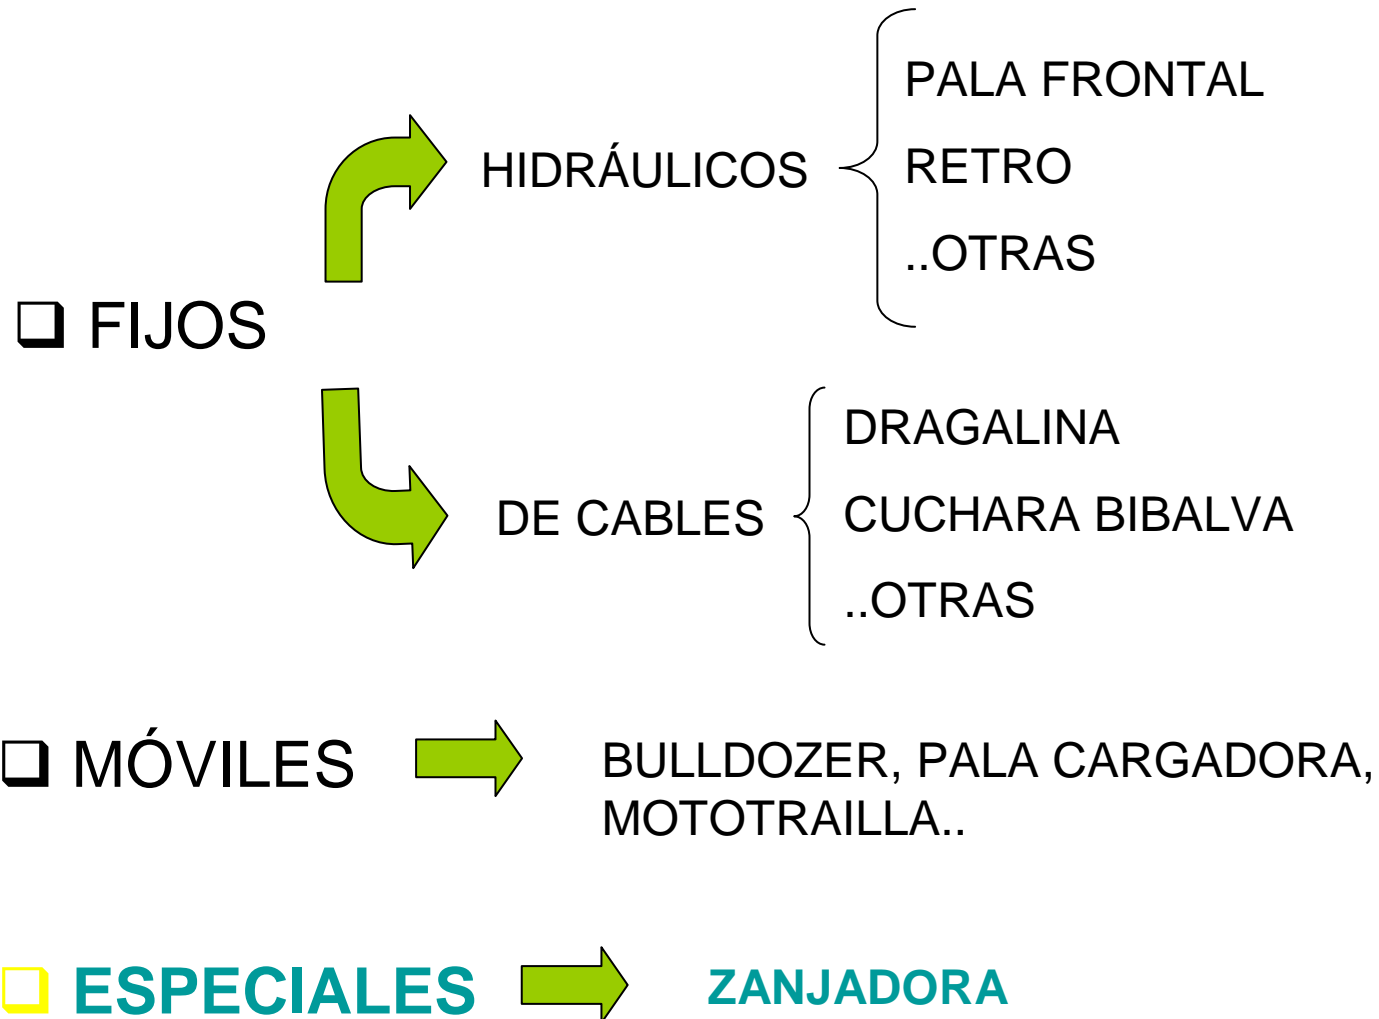 PALA FRONTAL
HIDRÁULICOS
RETRO
..OTRAS
FIJOS
DRAGALINA
DE CABLES
CUCHARA BIBALVA
..OTRAS
MÓVILES
BULLDOZER, PALA CARGADORA,
MOTOTRAILLA..
ESPECIALES
ZANJADORA